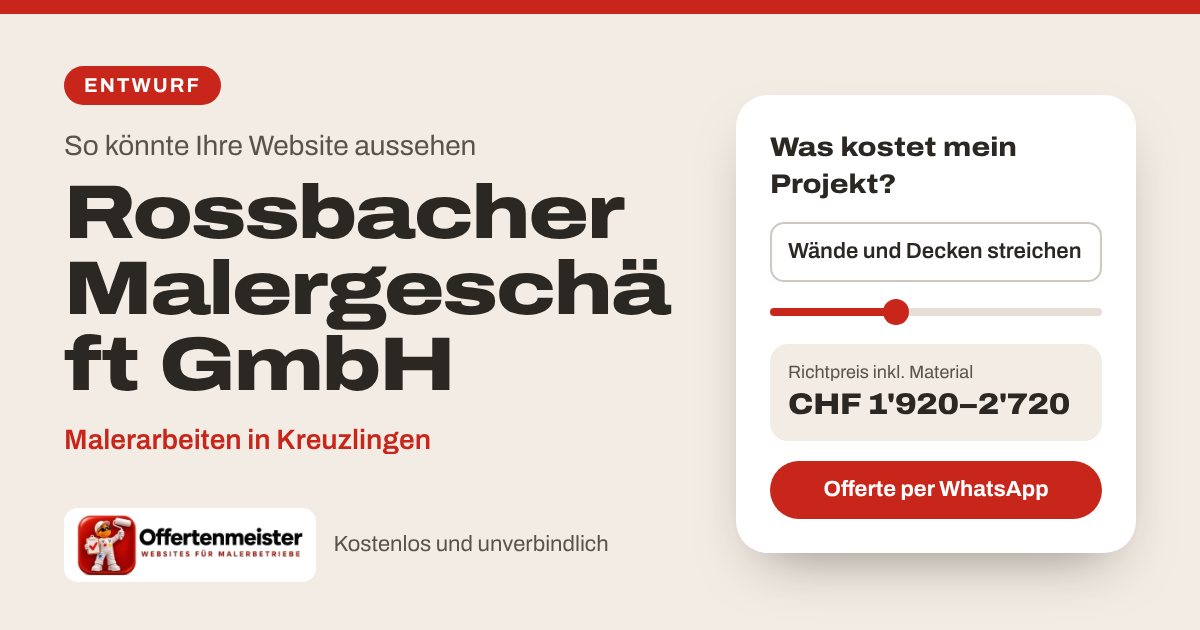 ENTWURF
So könnte Ihre Website aussehen
Rossbacher
Malergeschä
ft GmbH
Malerarbeiten in Kreuzlingen
Offertenmeister
WEBSITES FÜR MALERBETRIEBE
Kostenlos und unverbindlich
Was kostet mein
Projekt?
Wände und Decken streichen
Richtpreis inkl. Material
CHF 1'920–2'720
Offerte per WhatsApp